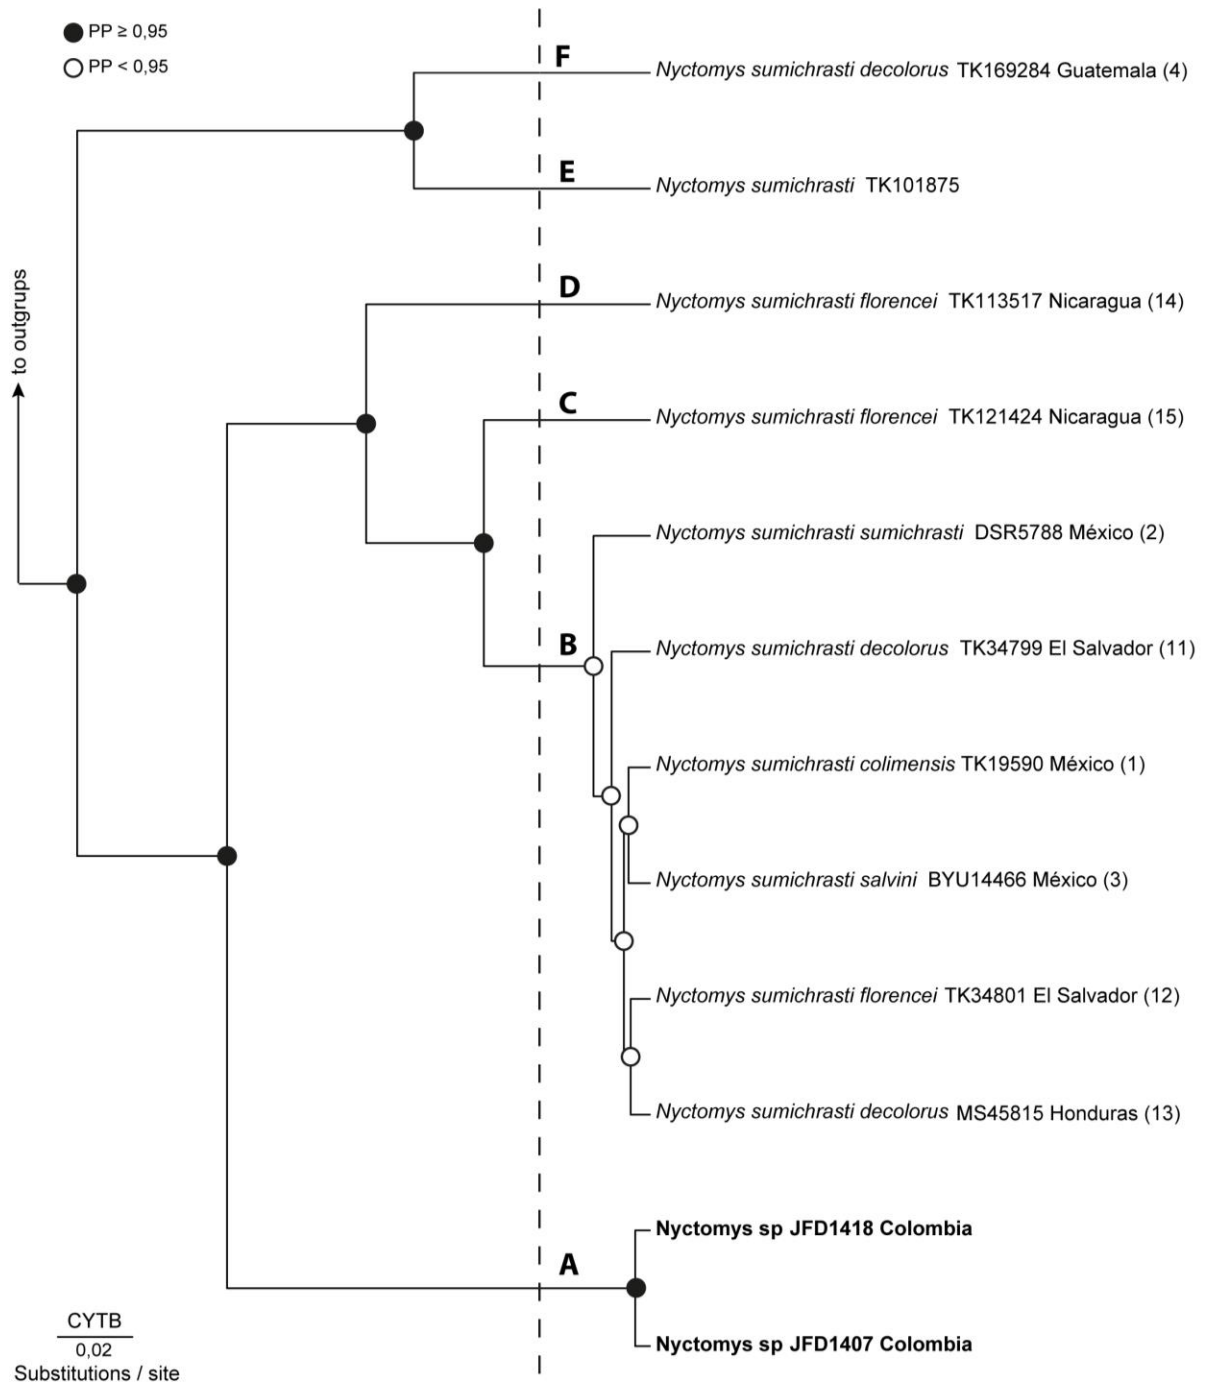 PP ≥ 0,95
PP < 0,95
F
Nyctomys sumichrasti decolorus TK169284 Guatemala (4)
E
Nyctomys sumichrasti TK101875
to outgrups
D
Nyctomys sumichrasti florencei TK113517 Nicaragua (14)
C
Nyctomys sumichrasti florencei TK121424 Nicaragua (15)
Nyctomys sumichrasti sumichrasti DSR5788 México (2)
B
Nyctomys sumichrasti decolorus TK34799 El Salvador (11)
Nyctomys sumichrasti colimensis TK19590 México (1)
Nyctomys sumichrasti salvini BYU14466 México (3)
Nyctomys sumichrasti florencei TK34801 El Salvador (12)
Nyctomys sumichrasti decolorus MS45815 Honduras (13)
Nyctomys sp JFD1418 Colombia
A
Nyctomys sp JFD1407 Colombia
CYTB
0,02
Substitutions / site